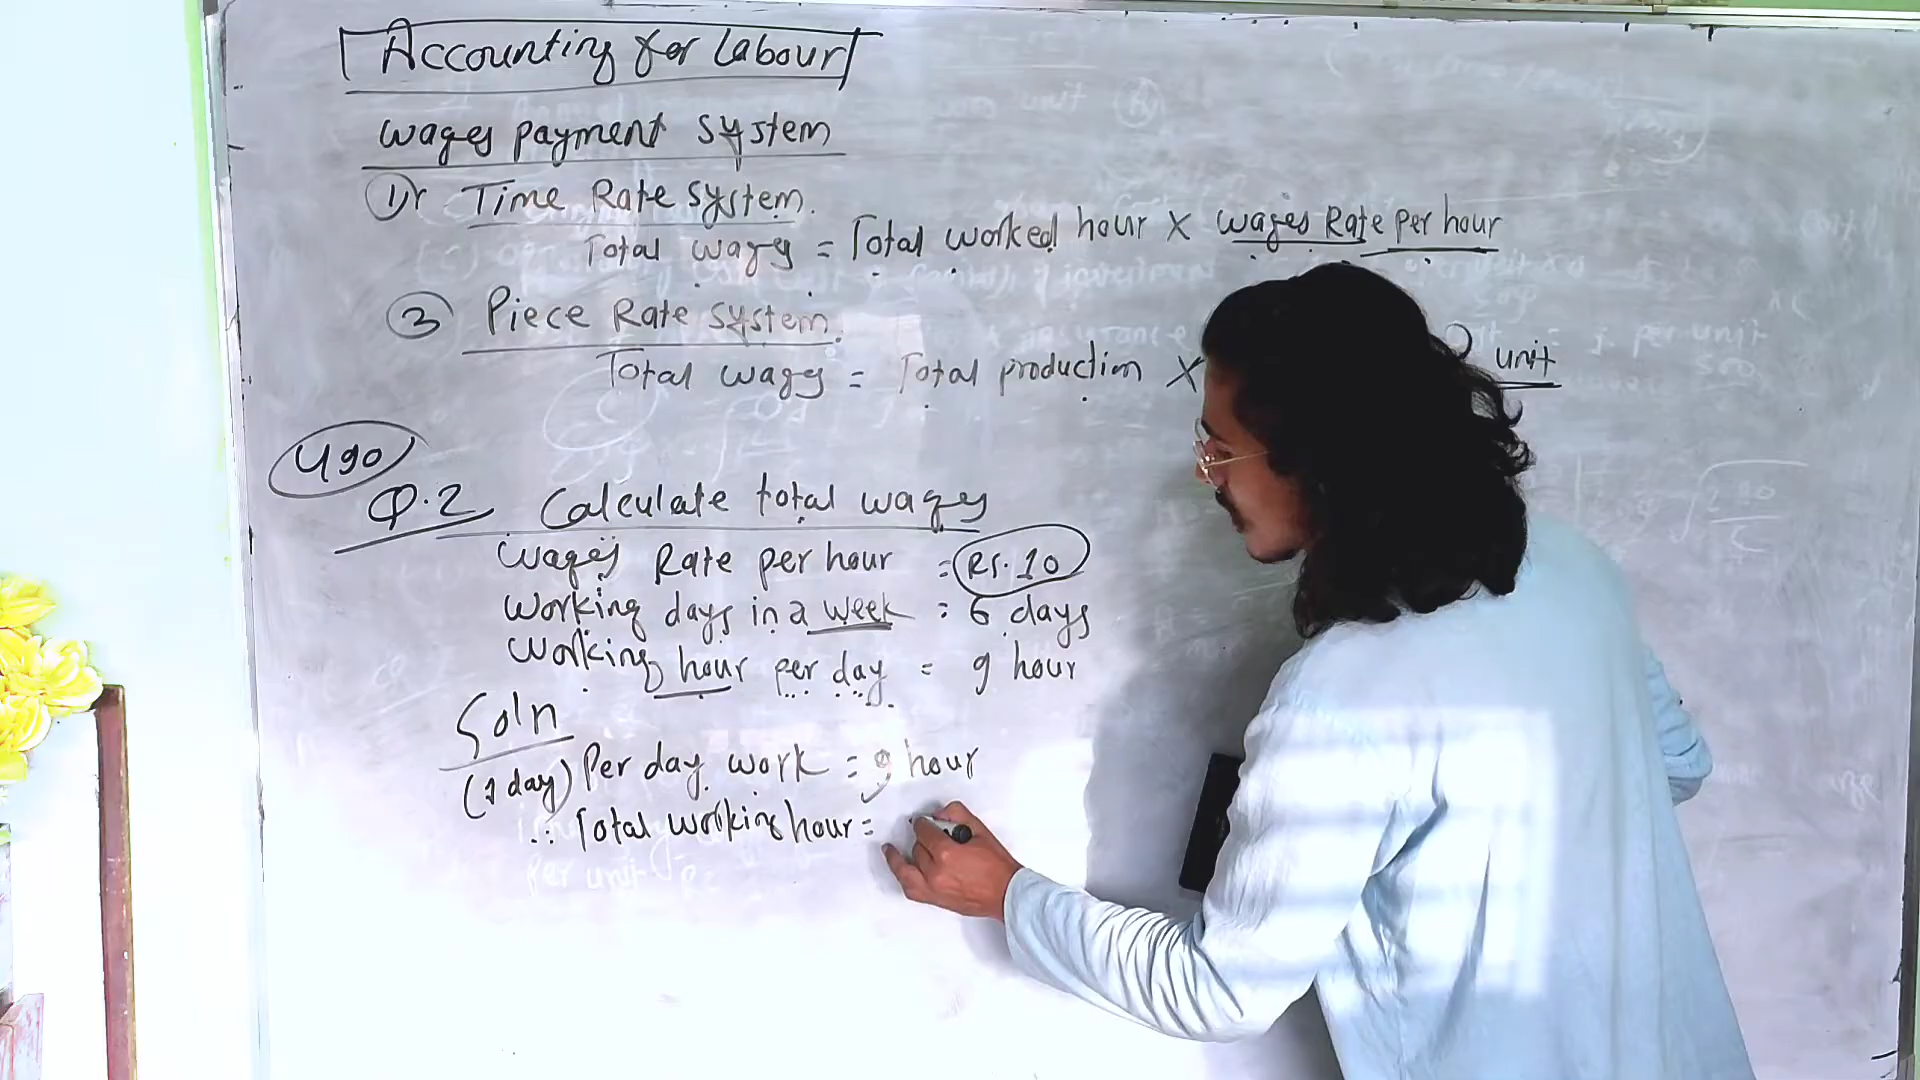 Accounting for Labour
Wages payment system
1) Time Rate system.
Total wages = Total worked hour × Wages Rate per hour
2) Piece Rate system.
Total wages = Total production × unit
490
Q.2 Calculate total wages
Wages Rate per hour = Rs. 10
Working days in a week = 6 days
Working hour per day = 9 hour
Soln
(1 day) Per day work = 9 hour
∴ Total working hour =